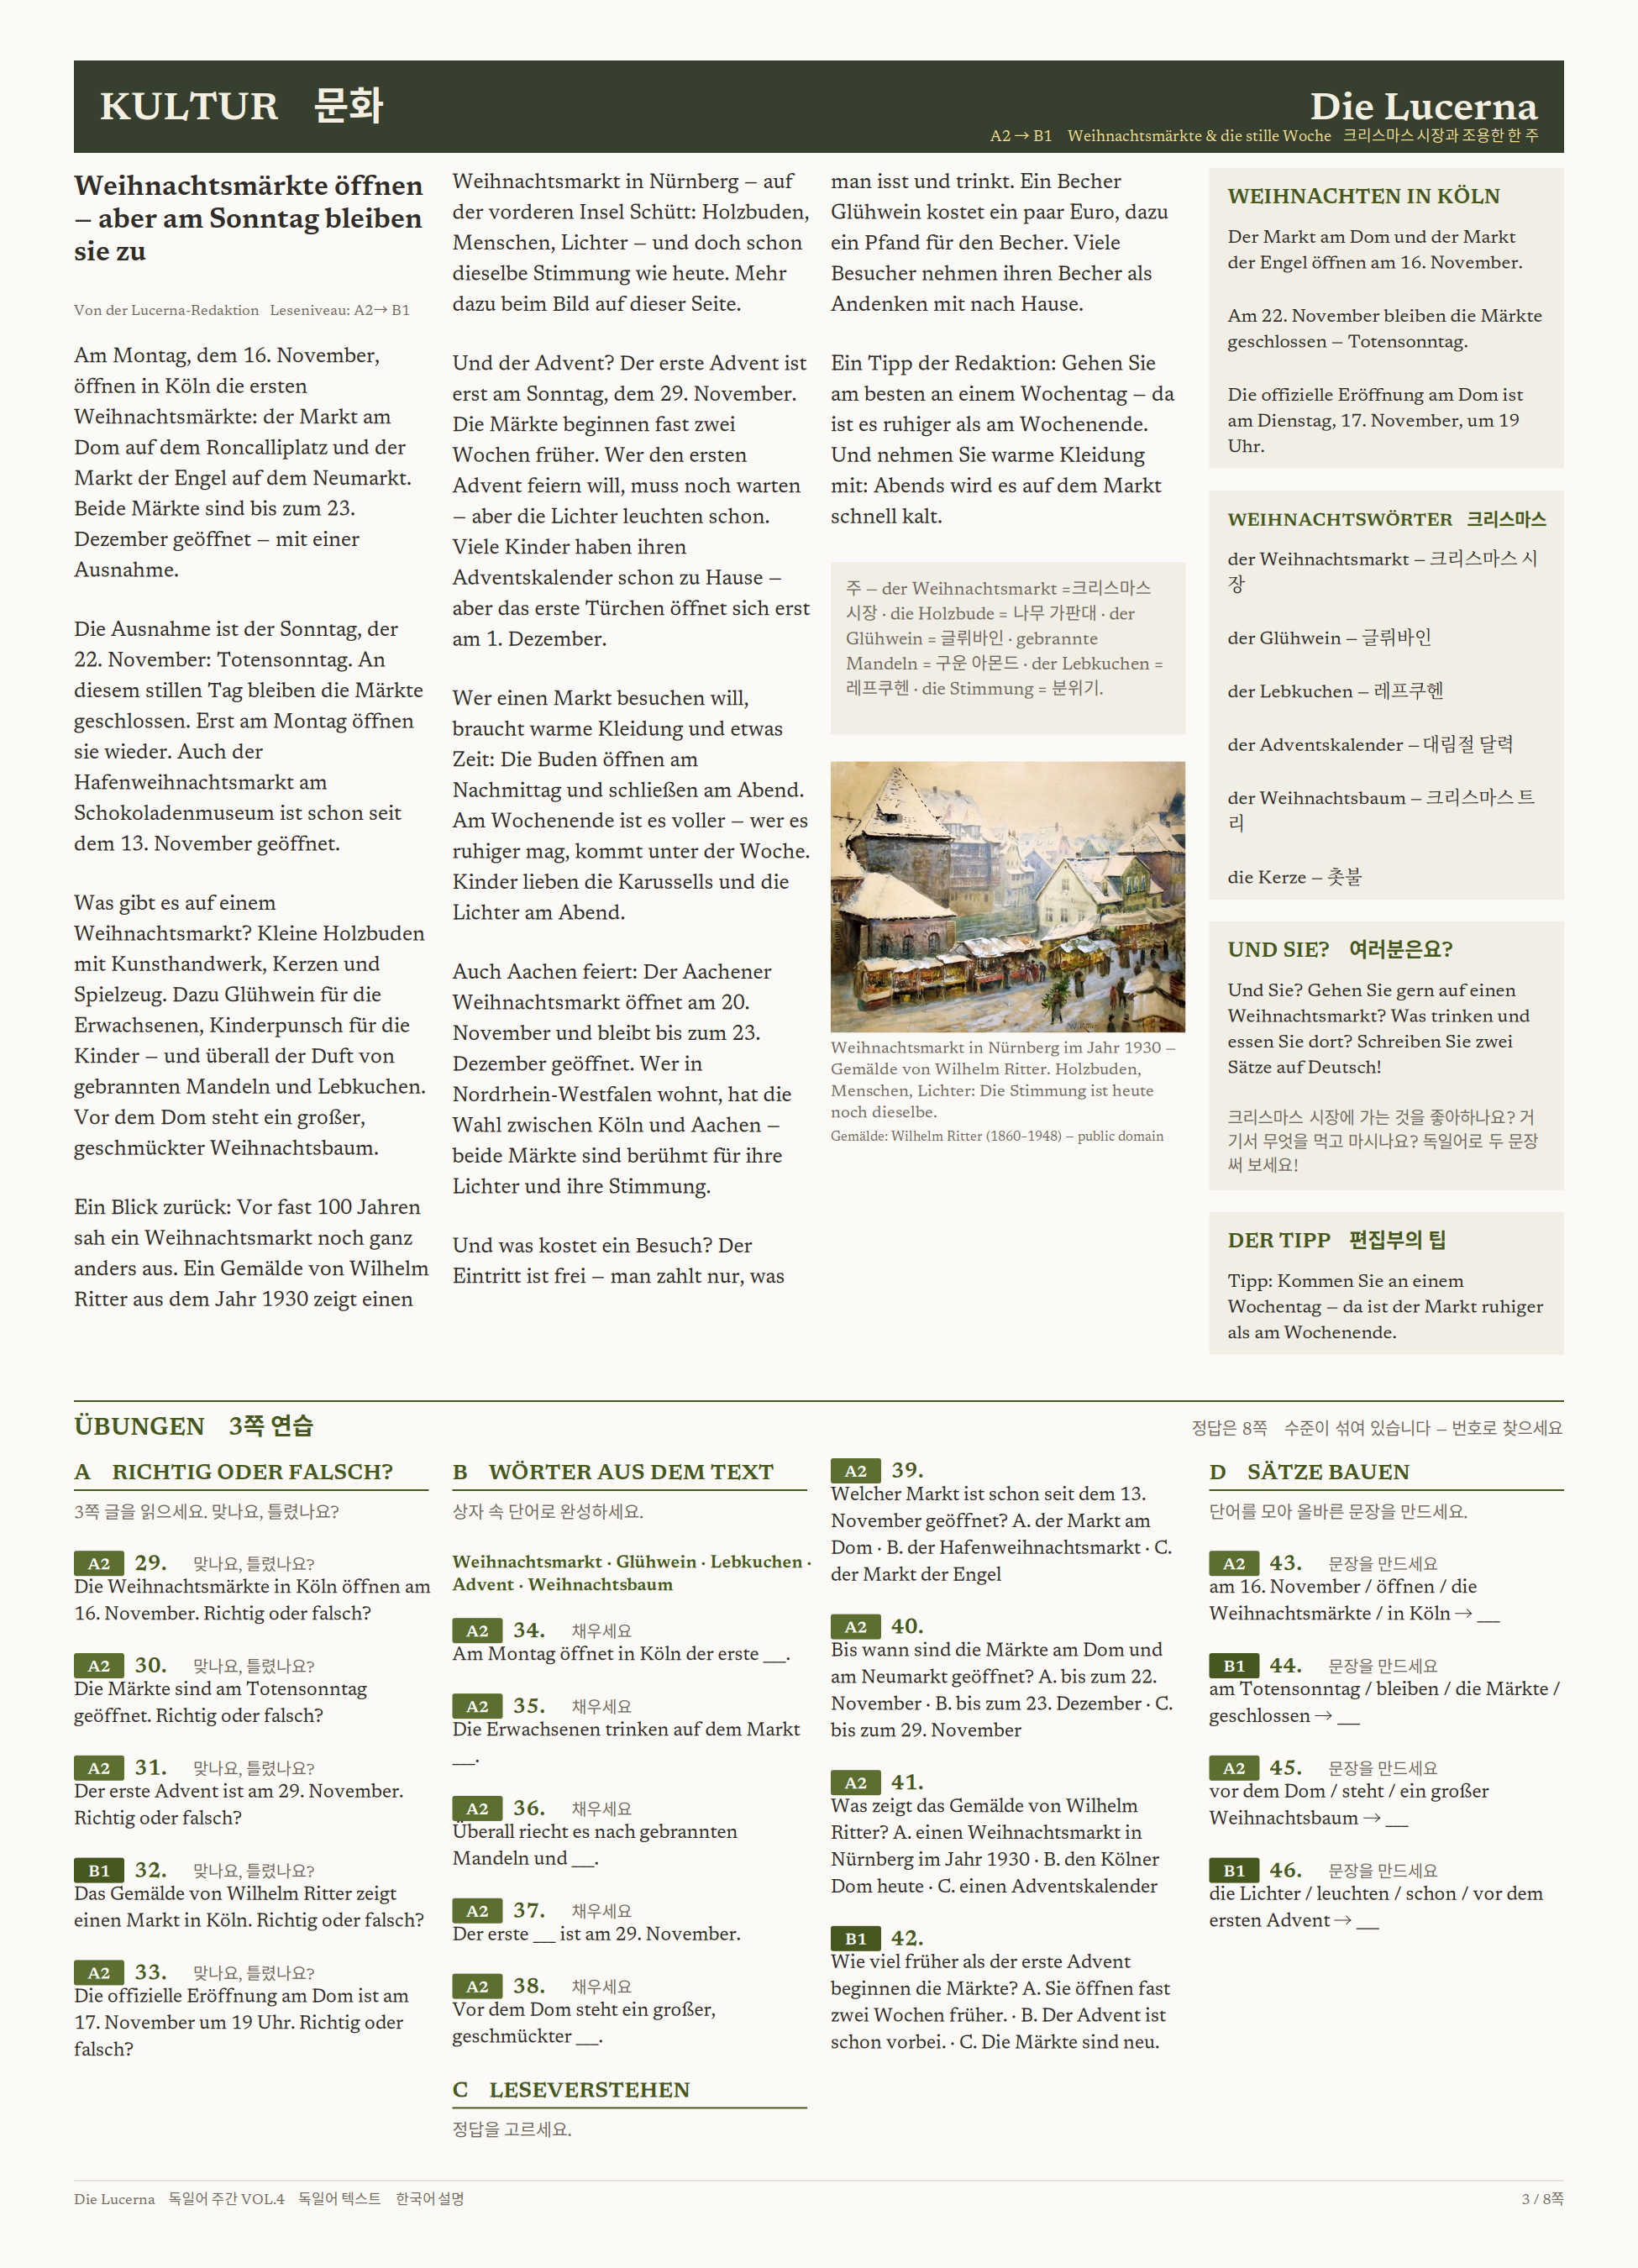 KULTUR 문화
Die Lucerna
A2 → B1 Weihnachtsmärkte & die stille Woche 크리스마스 시장과 조용한 한 주
Weihnachtsmärkte öffnen
– aber am Sonntag bleiben
sie zu
Von der Lucerna-Redaktion Leseniveau: A2→ B1
Am Montag, dem 16. November,
öffnen in Köln die ersten
Weihnachtsmärkte: der Markt am
Dom auf dem Roncalliplatz und der
Markt der Engel auf dem Neumarkt.
Beide Märkte sind bis zum 23.
Dezember geöffnet – mit einer
Ausnahme.
Die Ausnahme ist der Sonntag, der
22. November: Totensonntag. An
diesem stillen Tag bleiben die Märkte
geschlossen. Erst am Montag öffnen
sie wieder. Auch der
Hafenweihnachtsmarkt am
Schokoladenmuseum ist schon seit
dem 13. November geöffnet.
Was gibt es auf einem
Weihnachtsmarkt? Kleine Holzbuden
mit Kunsthandwerk, Kerzen und
Spielzeug. Dazu Glühwein für die
Erwachsenen, Kinderpunsch für die
Kinder – und überall der Duft von
gebrannten Mandeln und Lebkuchen.
Vor dem Dom steht ein großer,
geschmückter Weihnachtsbaum.
Ein Blick zurück: Vor fast 100 Jahren
sah ein Weihnachtsmarkt noch ganz
anders aus. Ein Gemälde von Wilhelm
Ritter aus dem Jahr 1930 zeigt einen
Weihnachtsmarkt in Nürnberg – auf
der vorderen Insel Schütt: Holzbuden,
Menschen, Lichter – und doch schon
dieselbe Stimmung wie heute. Mehr
dazu beim Bild auf dieser Seite.
Und der Advent? Der erste Advent ist
erst am Sonntag, dem 29. November.
Die Märkte beginnen fast zwei
Wochen früher. Wer den ersten
Advent feiern will, muss noch warten
– aber die Lichter leuchten schon.
Viele Kinder haben ihren
Adventskalender schon zu Hause –
aber das erste Türchen öffnet sich erst
am 1. Dezember.
Wer einen Markt besuchen will,
braucht warme Kleidung und etwas
Zeit: Die Buden öffnen am
Nachmittag und schließen am Abend.
Am Wochenende ist es voller – wer es
ruhiger mag, kommt unter der Woche.
Kinder lieben die Karussells und die
Lichter am Abend.
Auch Aachen feiert: Der Aachener
Weihnachtsmarkt öffnet am 20.
November und bleibt bis zum 23.
Dezember geöffnet. Wer in
Nordrhein-Westfalen wohnt, hat die
Wahl zwischen Köln und Aachen –
beide Märkte sind berühmt für ihre
Lichter und ihre Stimmung.
Und was kostet ein Besuch? Der
Eintritt ist frei – man zahlt nur, was
man isst und trinkt. Ein Becher
Glühwein kostet ein paar Euro, dazu
ein Pfand für den Becher. Viele
Besucher nehmen ihren Becher als
Andenken mit nach Hause.
Ein Tipp der Redaktion: Gehen Sie
am besten an einem Wochentag – da
ist es ruhiger als am Wochenende.
Und nehmen Sie warme Kleidung
mit: Abends wird es auf dem Markt
schnell kalt.
주 – der Weihnachtsmarkt =크리스마스
시장 · die Holzbude = 나무 가판대 · der
Glühwein = 글뤼바인 · gebrannte
Mandeln = 구운 아몬드 · der Lebkuchen =
레프쿠헨 · die Stimmung = 분위기.
Weihnachtsmarkt in Nürnberg im Jahr 1930 –
Gemälde von Wilhelm Ritter. Holzbuden,
Menschen, Lichter: Die Stimmung ist heute
noch dieselbe.
Gemälde: Wilhelm Ritter (1860–1948) – public domain
WEIHNACHTEN IN KÖLN
Der Markt am Dom und der Markt
der Engel öffnen am 16. November.
Am 22. November bleiben die Märkte
geschlossen – Totensonntag.
Die offizielle Eröffnung am Dom ist
am Dienstag, 17. November, um 19
Uhr.
WEIHNACHTSWÖRTER 크리스마스
der Weihnachtsmarkt – 크리스마스 시
장
der Glühwein – 글뤼바인
der Lebkuchen – 레프쿠헨
der Adventskalender – 대림절 달력
der Weihnachtsbaum – 크리스마스 트
리
die Kerze – 촛불
UND SIE? 여러분은요?
Und Sie? Gehen Sie gern auf einen
Weihnachtsmarkt? Was trinken und
essen Sie dort? Schreiben Sie zwei
Sätze auf Deutsch!
크리스마스 시장에 가는 것을 좋아하나요? 거
기서 무엇을 먹고 마시나요? 독일어로 두 문장
써 보세요!
DER TIPP 편집부의 팁
Tipp: Kommen Sie an einem
Wochentag – da ist der Markt ruhiger
als am Wochenende.
ÜBUNGEN 3쪽 연습
정답은 8쪽 수준이 섞여 있습니다 – 번호로 찾으세요
A RICHTIG ODER FALSCH?
3쪽 글을 읽으세요. 맞나요, 틀렸나요?
A2 29. 맞나요, 틀렸나요?
Die Weihnachtsmärkte in Köln öffnen am
16. November. Richtig oder falsch?
A2 30. 맞나요, 틀렸나요?
Die Märkte sind am Totensonntag
geöffnet. Richtig oder falsch?
A2 31. 맞나요, 틀렸나요?
Der erste Advent ist am 29. November.
Richtig oder falsch?
B1 32. 맞나요, 틀렸나요?
Das Gemälde von Wilhelm Ritter zeigt
einen Markt in Köln. Richtig oder falsch?
A2 33. 맞나요, 틀렸나요?
Die offizielle Eröffnung am Dom ist am
17. November um 19 Uhr. Richtig oder
falsch?
B WÖRTER AUS DEM TEXT
상자 속 단어로 완성하세요.
Weihnachtsmarkt · Glühwein · Lebkuchen ·
Advent · Weihnachtsbaum
A2 34. 채우세요
Am Montag öffnet in Köln der erste ___.
A2 35. 채우세요
Die Erwachsenen trinken auf dem Markt
___.
A2 36. 채우세요
Überall riecht es nach gebrannten
Mandeln und ___.
A2 37. 채우세요
Der erste ___ ist am 29. November.
A2 38. 채우세요
Vor dem Dom steht ein großer,
geschmückter ___.
C LESEVERSTEHEN
정답을 고르세요.
A2 39.
Welcher Markt ist schon seit dem 13.
November geöffnet? A. der Markt am
Dom · B. der Hafenweihnachtsmarkt · C.
der Markt der Engel
A2 40.
Bis wann sind die Märkte am Dom und
am Neumarkt geöffnet? A. bis zum 22.
November · B. bis zum 23. Dezember · C.
bis zum 29. November
A2 41.
Was zeigt das Gemälde von Wilhelm
Ritter? A. einen Weihnachtsmarkt in
Nürnberg im Jahr 1930 · B. den Kölner
Dom heute · C. einen Adventskalender
B1 42.
Wie viel früher als der erste Advent
beginnen die Märkte? A. Sie öffnen fast
zwei Wochen früher. · B. Der Advent ist
schon vorbei. · C. Die Märkte sind neu.
D SÄTZE BAUEN
단어를 모아 올바른 문장을 만드세요.
A2 43. 문장을 만드세요
am 16. November / öffnen / die
Weihnachtsmärkte / in Köln → ___
B1 44. 문장을 만드세요
am Totensonntag / bleiben / die Märkte /
geschlossen → ___
A2 45. 문장을 만드세요
vor dem Dom / steht / ein großer
Weihnachtsbaum → ___
B1 46. 문장을 만드세요
die Lichter / leuchten / schon / vor dem
ersten Advent → ___
Die Lucerna 독일어 주간 VOL.4 독일어 텍스트 한국어 설명
3 / 8쪽